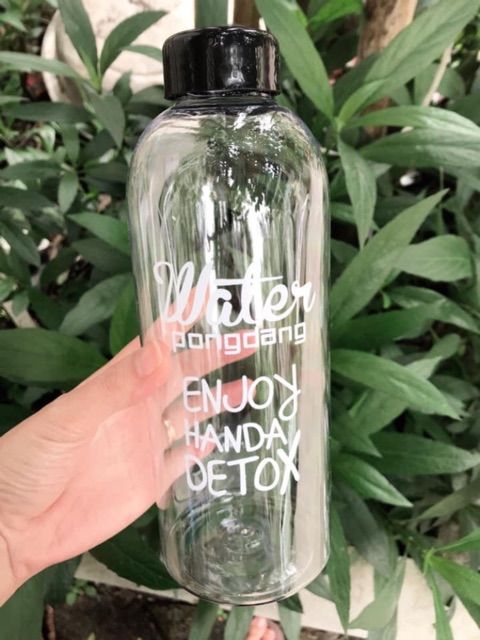 Water
pongdang
ENJOY
HANDA
DETOX